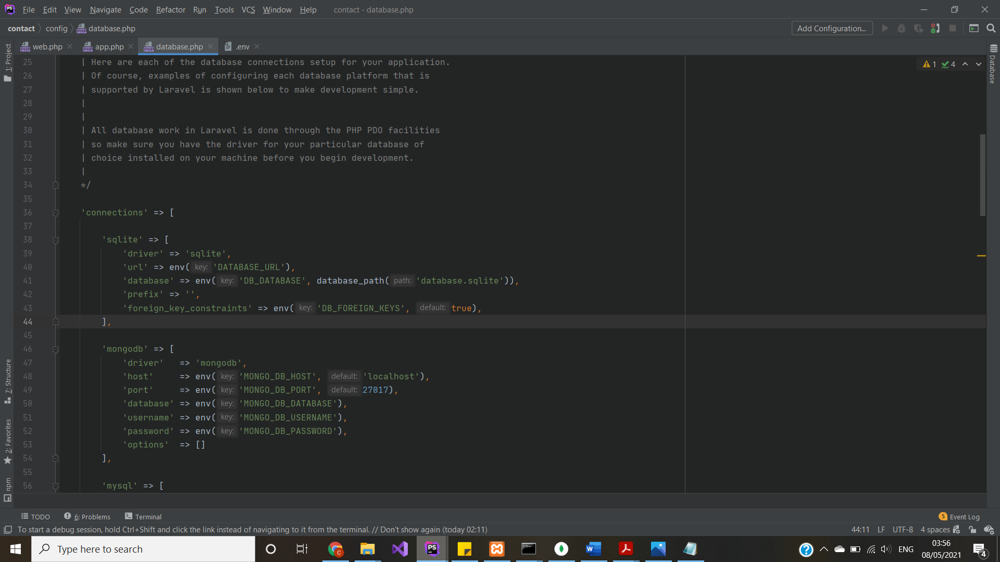 File Edit View Navigate Code Refactor Run Tools VCS Window Help contact - database.php
contact config database.php Add Configuration...
web.php app.php database.php .env
25 | Here are each of the database connections setup for your application.
26 | Of course, examples of configuring each database platform that is
27 | supported by Laravel is shown below to make development simple.
28 |
29 |
30 | All database work in Laravel is done through the PHP PDO facilities
31 | so make sure you have the driver for your particular database of
32 | choice installed on your machine before you begin development.
33 |
34 */
35
36 'connections' => [
37
38 'sqlite' => [
39 'driver' => 'sqlite',
40 'url' => env( key: 'DATABASE_URL'),
41 'database' => env( key: 'DB_DATABASE', database_path( path: 'database.sqlite')),
42 'prefix' => '',
43 'foreign_key_constraints' => env( key: 'DB_FOREIGN_KEYS', default: true),
44 ],
45
46 'mongodb' => [
47 'driver' => 'mongodb',
48 'host' => env( key: 'MONGO_DB_HOST', default: 'localhost'),
49 'port' => env( key: 'MONGO_DB_PORT', default: 27017),
50 'database' => env( key: 'MONGO_DB_DATABASE'),
51 'username' => env( key: 'MONGO_DB_USERNAME'),
52 'password' => env( key: 'MONGO_DB_PASSWORD'),
53 'options' => []
54 ],
55
56 'mysql' => [
1 4
1: Project
7: Structure
2: Favorites
npm
Database
TODO 6: Problems Terminal 5 Event Log
To start a debug session, hold Ctrl+Shift and click the link instead of navigating to it from the terminal. // Don't show again (today 02:11) 44:11 LF UTF-8 4 spaces
Type here to search ENG 03:56
08/05/2021 4